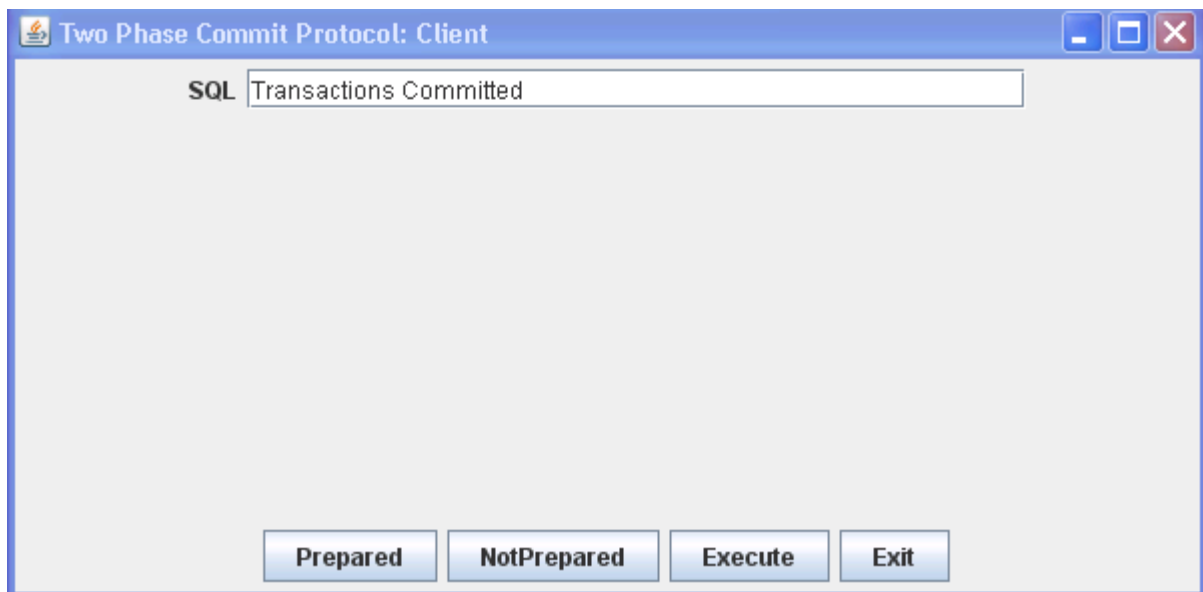 Two Phase Commit Protocol: Client
SQL Transactions Committed
Prepared NotPrepared Execute Exit